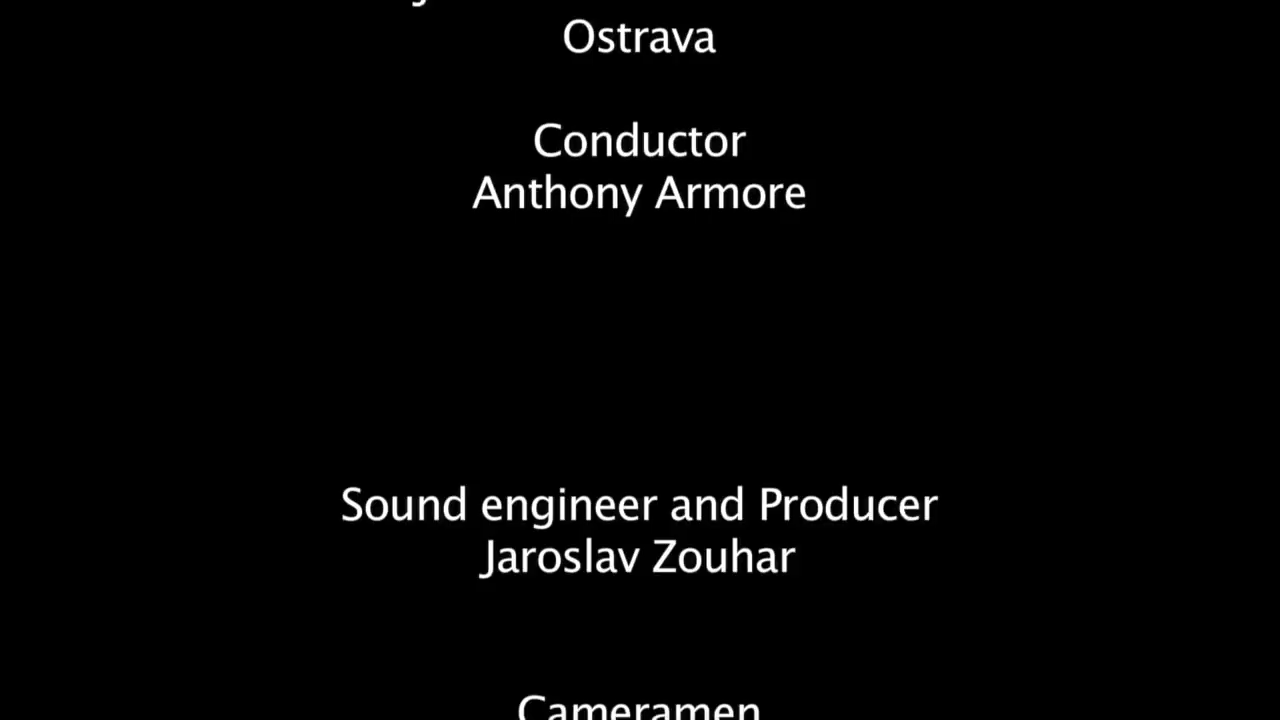 Ostrava
Conductor
Anthony Armore
Sound engineer and Producer
Jaroslav Zouhar
Cameramen